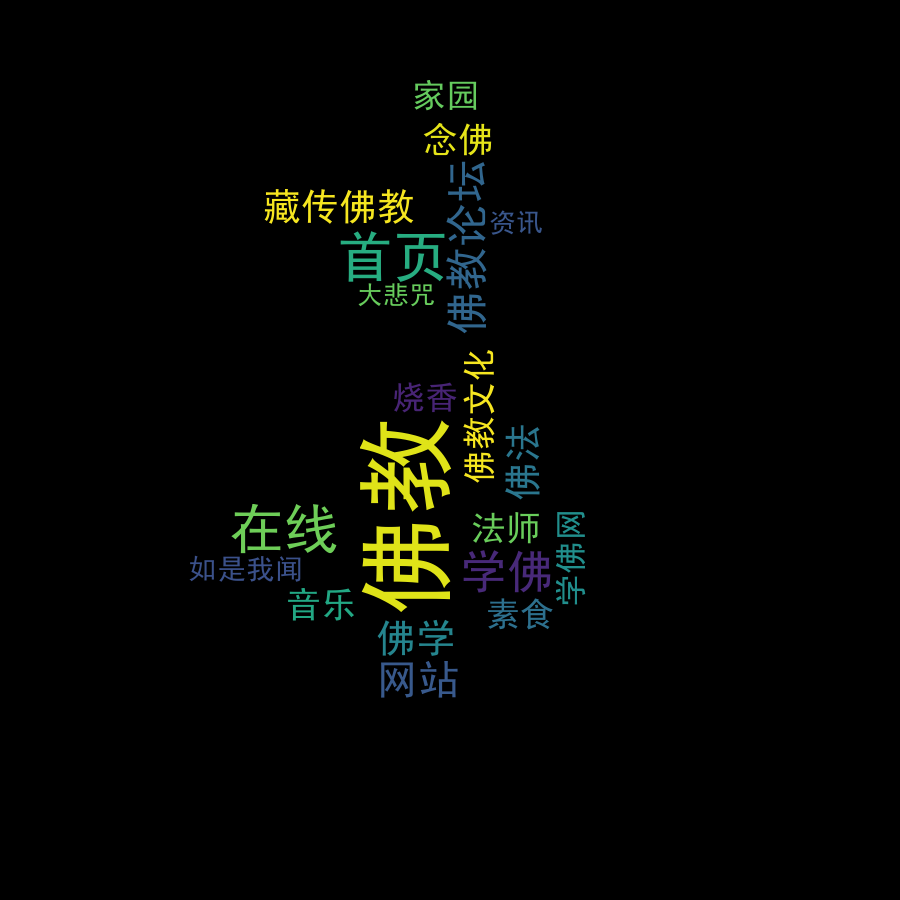 家园
念佛
佛教论坛
藏传佛教
资讯
首页
大悲咒
佛教文化
烧香
佛教
佛法
在线
法师
学佛网
学佛
如是我闻
音乐
素食
佛学
网站